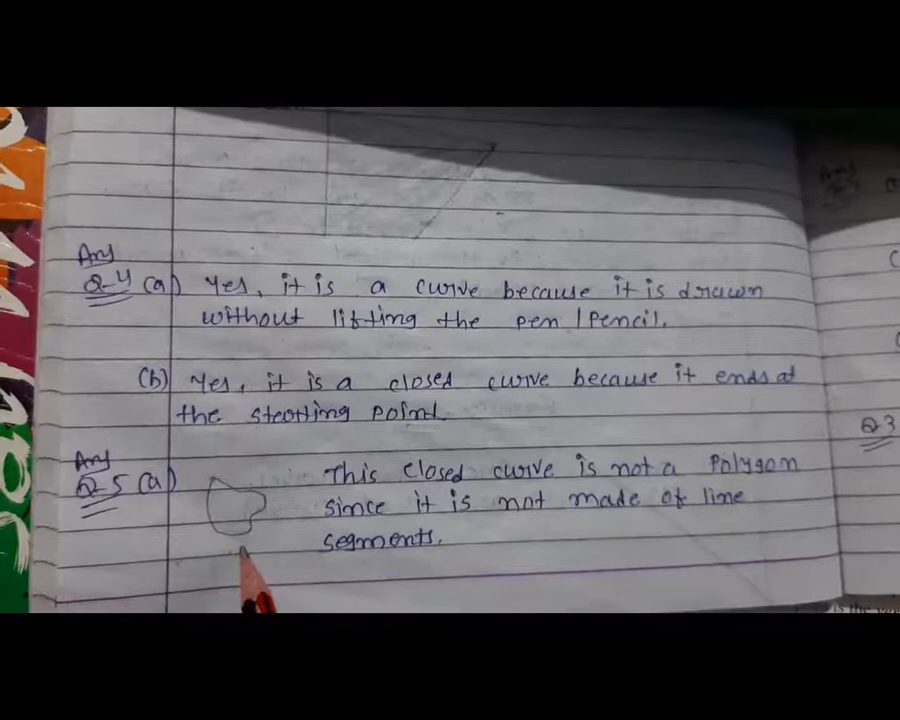 Ans
Q-4 (a) Yes, it is a curve because it is drawn
without lifting the pen / Pencil.
(b) Yes, it is a closed curve because it ends at
the starting point.
Ans
Q-5 (a) This closed curve is not a Polygon
since it is not made of line
segments.
Q3